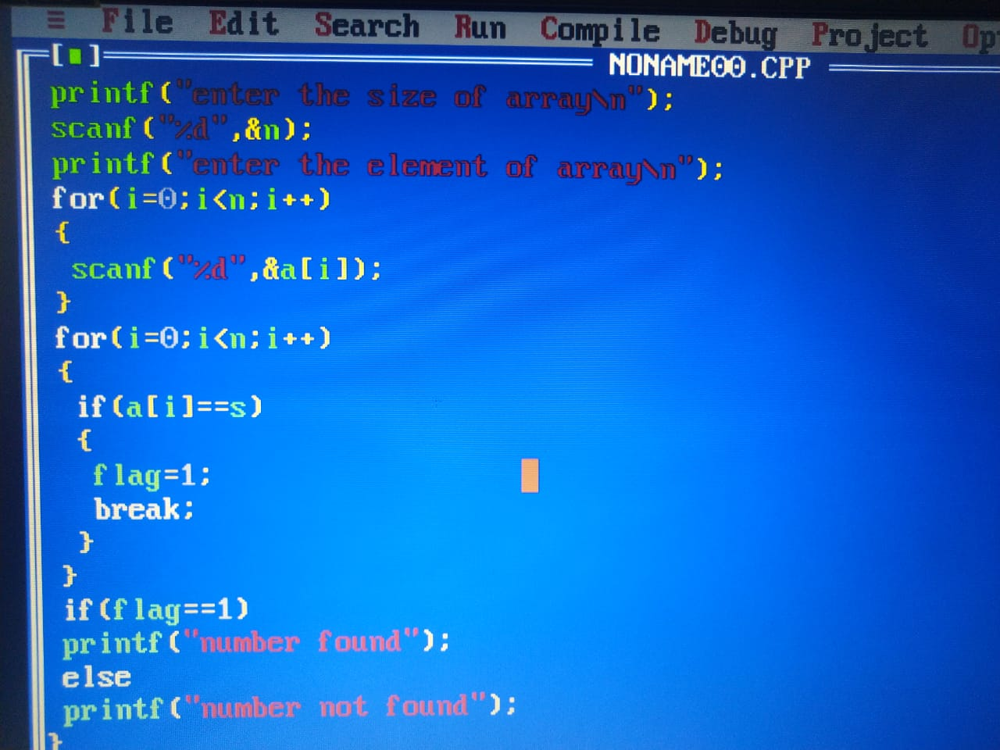 ≡ File Edit Search Run Compile Debug Project Op
[■] NONAME00.CPP
printf("enter the size of array\n");
scanf("%d",&n);
printf("enter the element of array\n");
for(i=0;i<n;i++)
{
scanf("%d",&a[i]);
}
for(i=0;i<n;i++)
{
if(a[i]==s)
{
flag=1;
break;
}
}
if(flag==1)
printf("number found");
else
printf("number not found");
}